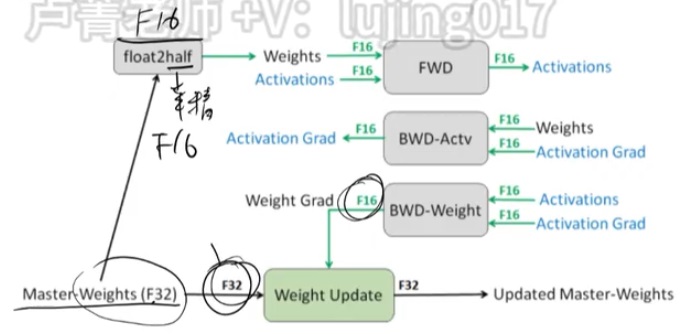 卢菁老师 +V：lujing017
F16
float2half
半精
F16
Weights
F16
Activations
F16
FWD
F16
Activations
Activation Grad
F16
BWD-Actv
F16
Weights
F16
Activation Grad
Weight Grad
F16
BWD-Weight
F16
Activations
F16
Activation Grad
Master-Weights (F32)
F32
Weight Update
F32
Updated Master-Weights